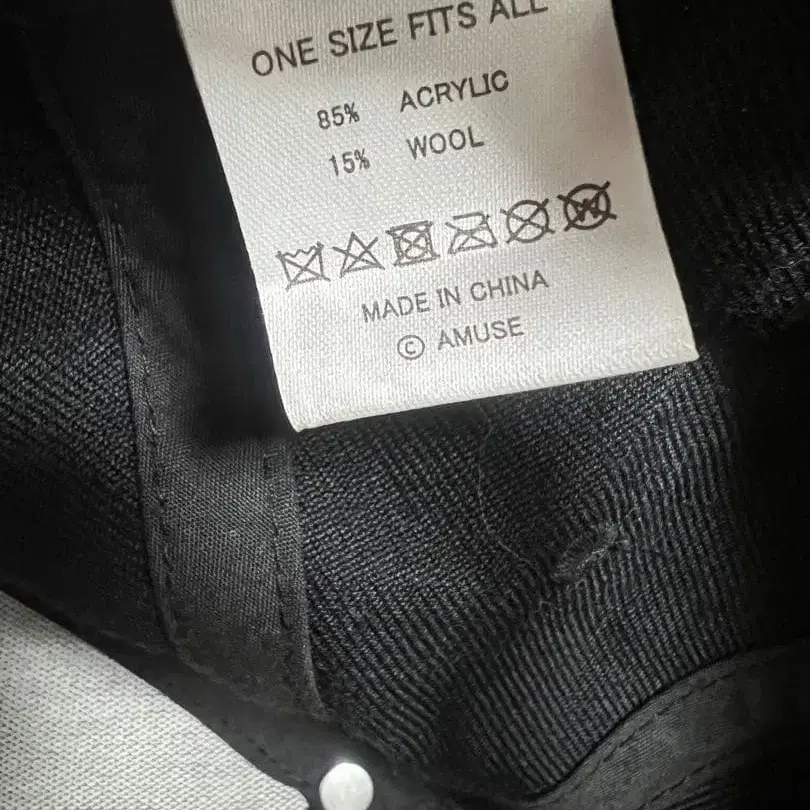 ONE SIZE FITS ALL
85% ACRYLIC
15% WOOL
MADE IN CHINA
© AMUSE